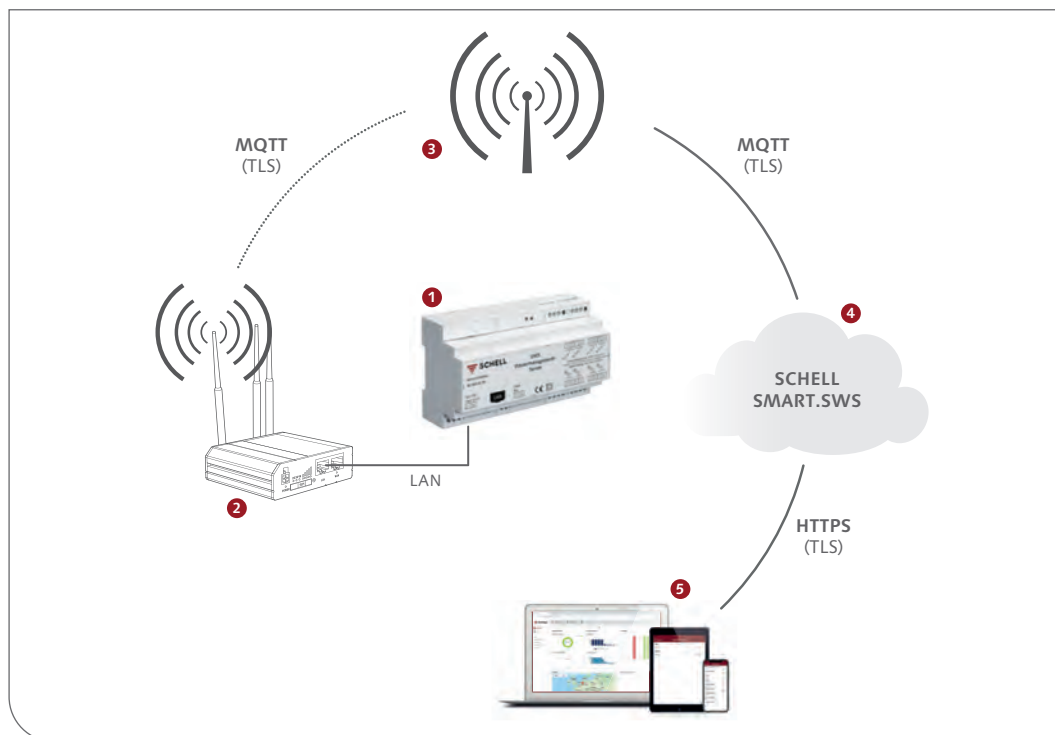 3
MQTT
(TLS)
MQTT
(TLS)
1
SCHELL
4
SCHELL
SMART.SWS
LAN
2
HTTPS
(TLS)
5